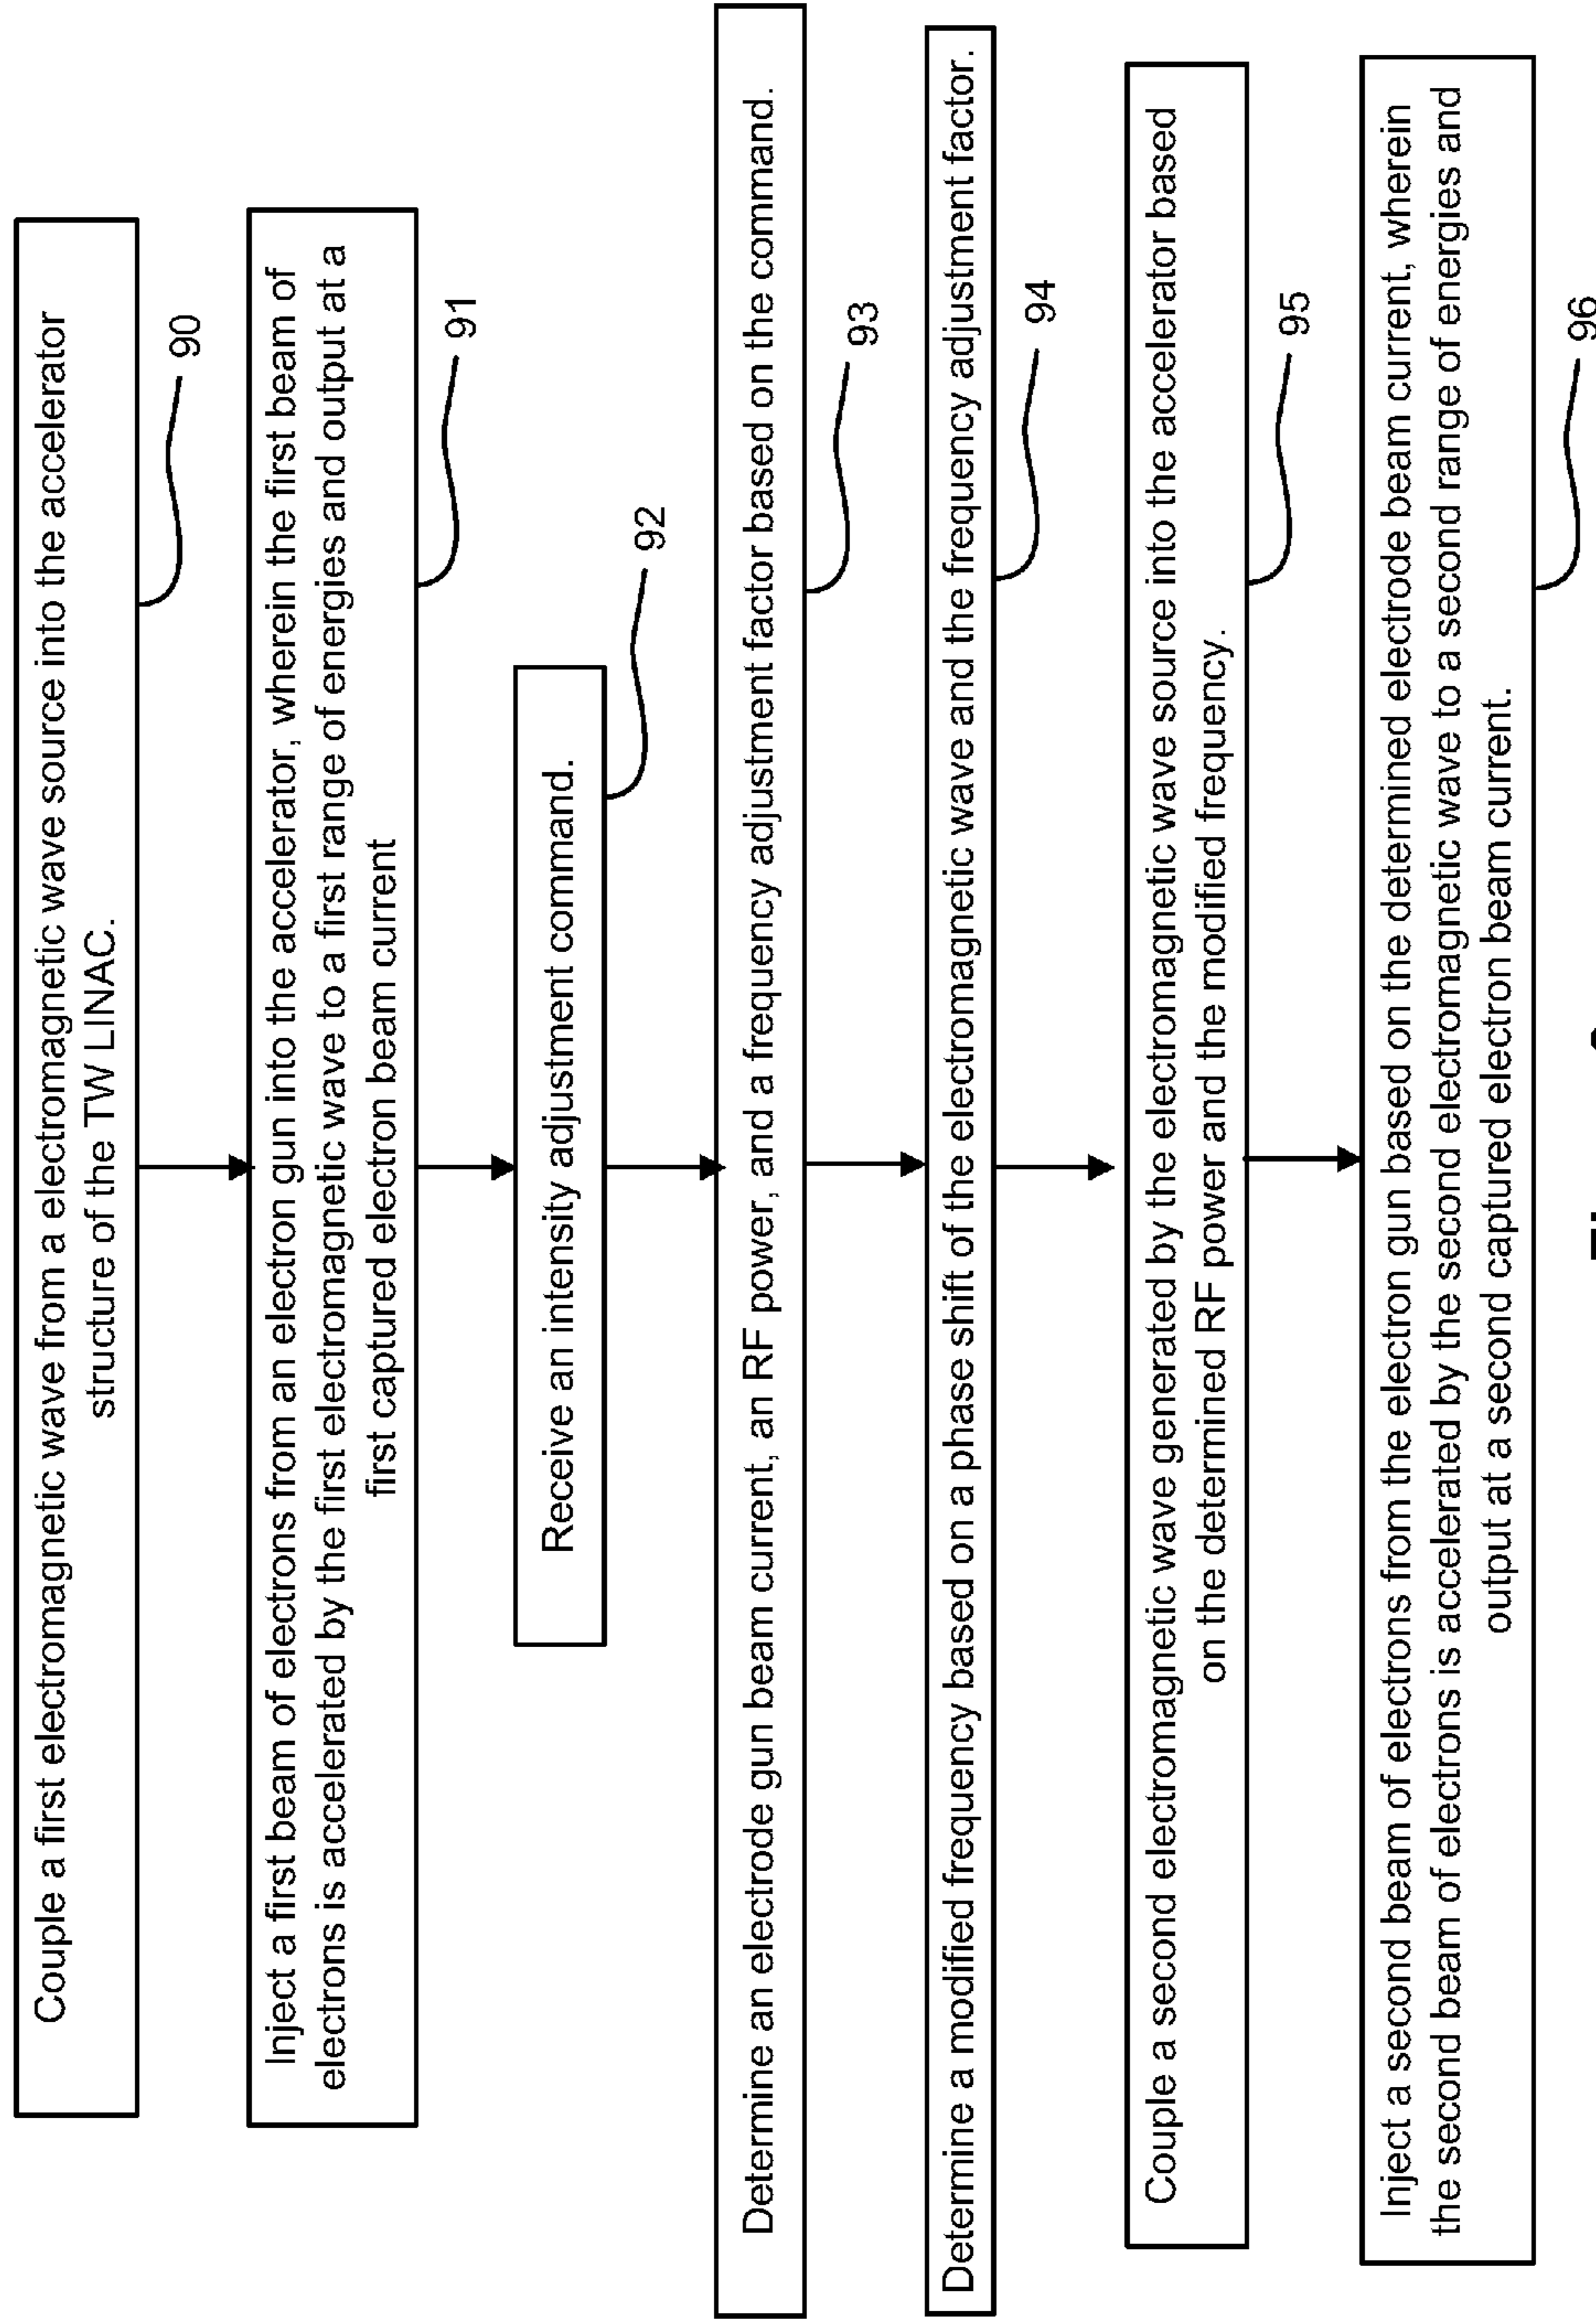 Couple a first electromagnetic wave from a electromagnetic wave source into the accelerator
structure of the TW LINAC.
90
Inject a first beam of electrons from an electron gun into the accelerator, wherein the first beam of
electrons is accelerated by the first electromagnetic wave to a first range of energies and output at a
first captured electron beam current
91
Receive an intensity adjustment command.
92
Determine an electrode gun beam current, an RF power, and a frequency adjustment factor based on the command.
93
Determine a modified frequency based on a phase shift of the electromagnetic wave and the frequency adjustment factor.
94
Couple a second electromagnetic wave generated by the electromagnetic wave source into the accelerator based
on the determined RF power and the modified frequency.
95
Inject a second beam of electrons from the electron gun based on the determined electrode beam current, wherein
the second beam of electrons is accelerated by the second electromagnetic wave to a second range of energies and
output at a second captured electron beam current.
96